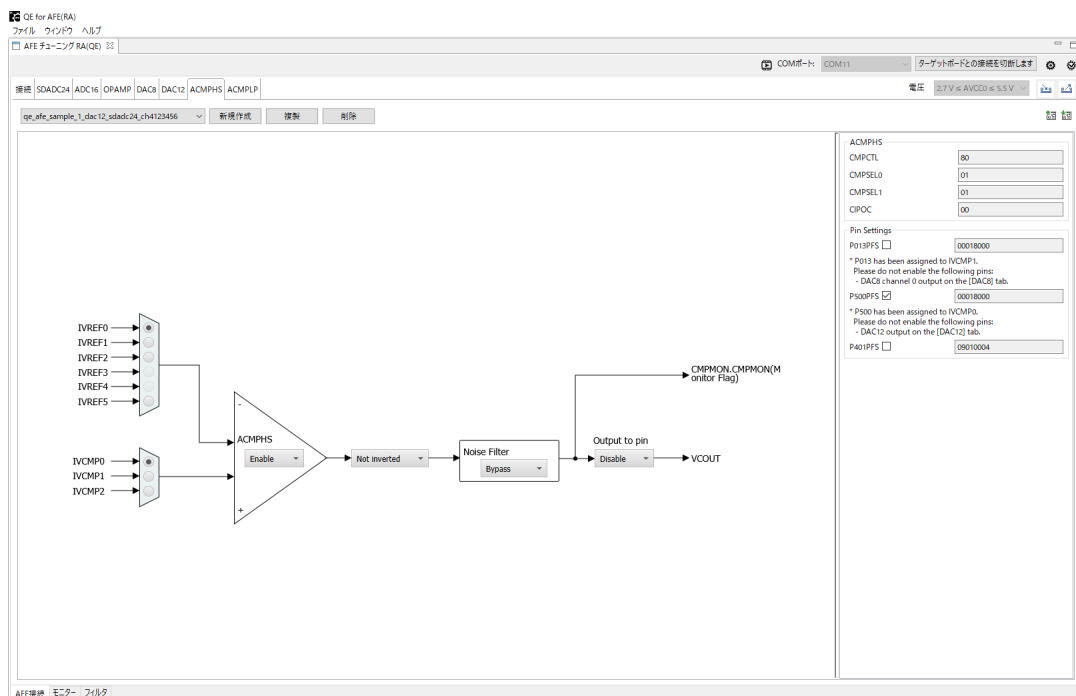 QE for AFE(RA)
ファイル ウィンドウ ヘルプ
AFE チューニング RA(QE)
COMポート: COM11 ターゲットボードとの接続を切断します
接続 SDADC24 ADC16 OPAMP DAC8 DAC12 ACMPHS ACMPLP 電圧 2.7 V ≤ AVCC0 ≤ 5.5 V
qe_afe_sample_1_dac12_sdadc24_ch4123456 新規作成 複製 削除
ACMPHS
CMPCTL 80
CMPSEL0 01
CMPSEL1 01
CIPOC 00
Pin Settings
P013PFS 00018000
* P013 has been assigned to IVCMP1.
Please do not enable the following pins:
- DAC8 channel 0 output on the [DAC8] tab.
P500PFS 00018000
* P500 has been assigned to IVCMP0.
Please do not enable the following pins:
- DAC12 output on the [DAC12] tab.
P401PFS 09010004
IVREF0
IVREF1
IVREF2
IVREF3
IVREF4
IVREF5
CMPMON.CMPMON(M
onitor Flag)
-
ACMPHS
Enable
Not inverted
Noise Filter
Bypass
Output to pin
Disable
VCOUT
IVCMP0
IVCMP1
IVCMP2
+
AFE接続 モニター フィルタ